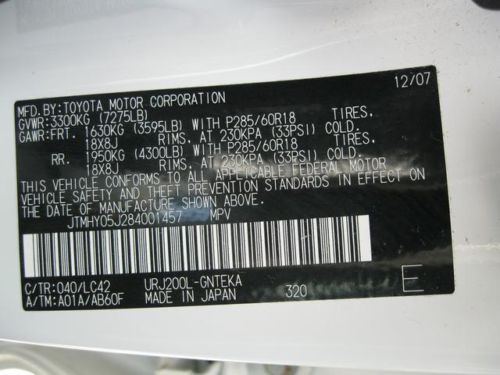 MFD.BY:TOYOTA MOTOR CORPORATION 12/07
GVWR:3300KG (7275LB)
GAWR:FRT. 1630KG (3595LB) WITH P285/60R18 TIRES,
18X8J RIMS, AT 230KPA (33PSI) COLD.
RR. 1950KG (4300LB) WITH P285/60R18 TIRES,
18X8J RIMS, AT 230KPA (33PSI) COLD.
THIS VEHICLE CONFORMS TO ALL APPLICABLE FEDERAL MOTOR
VEHICLE SAFETY AND THEFT PREVENTION STANDARDS IN EFFECT
ON THE DATE OF MANUFACTURE SHOWN ABOVE.
JTMHY05J284001457 MPV
C/TR:040/LC42 URJ200L-GNTEKA
A/TM:A01A/AB60F MADE IN JAPAN 320 E